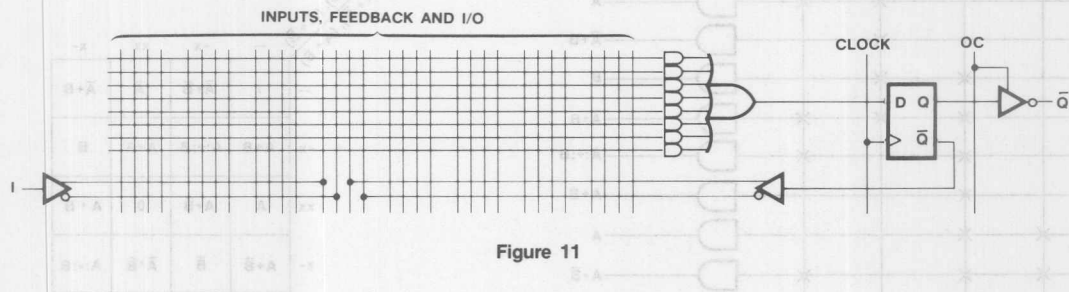 INPUTS, FEEDBACK AND I/O
CLOCK OC
D Q Q̅
Q̅
I
Figure 11